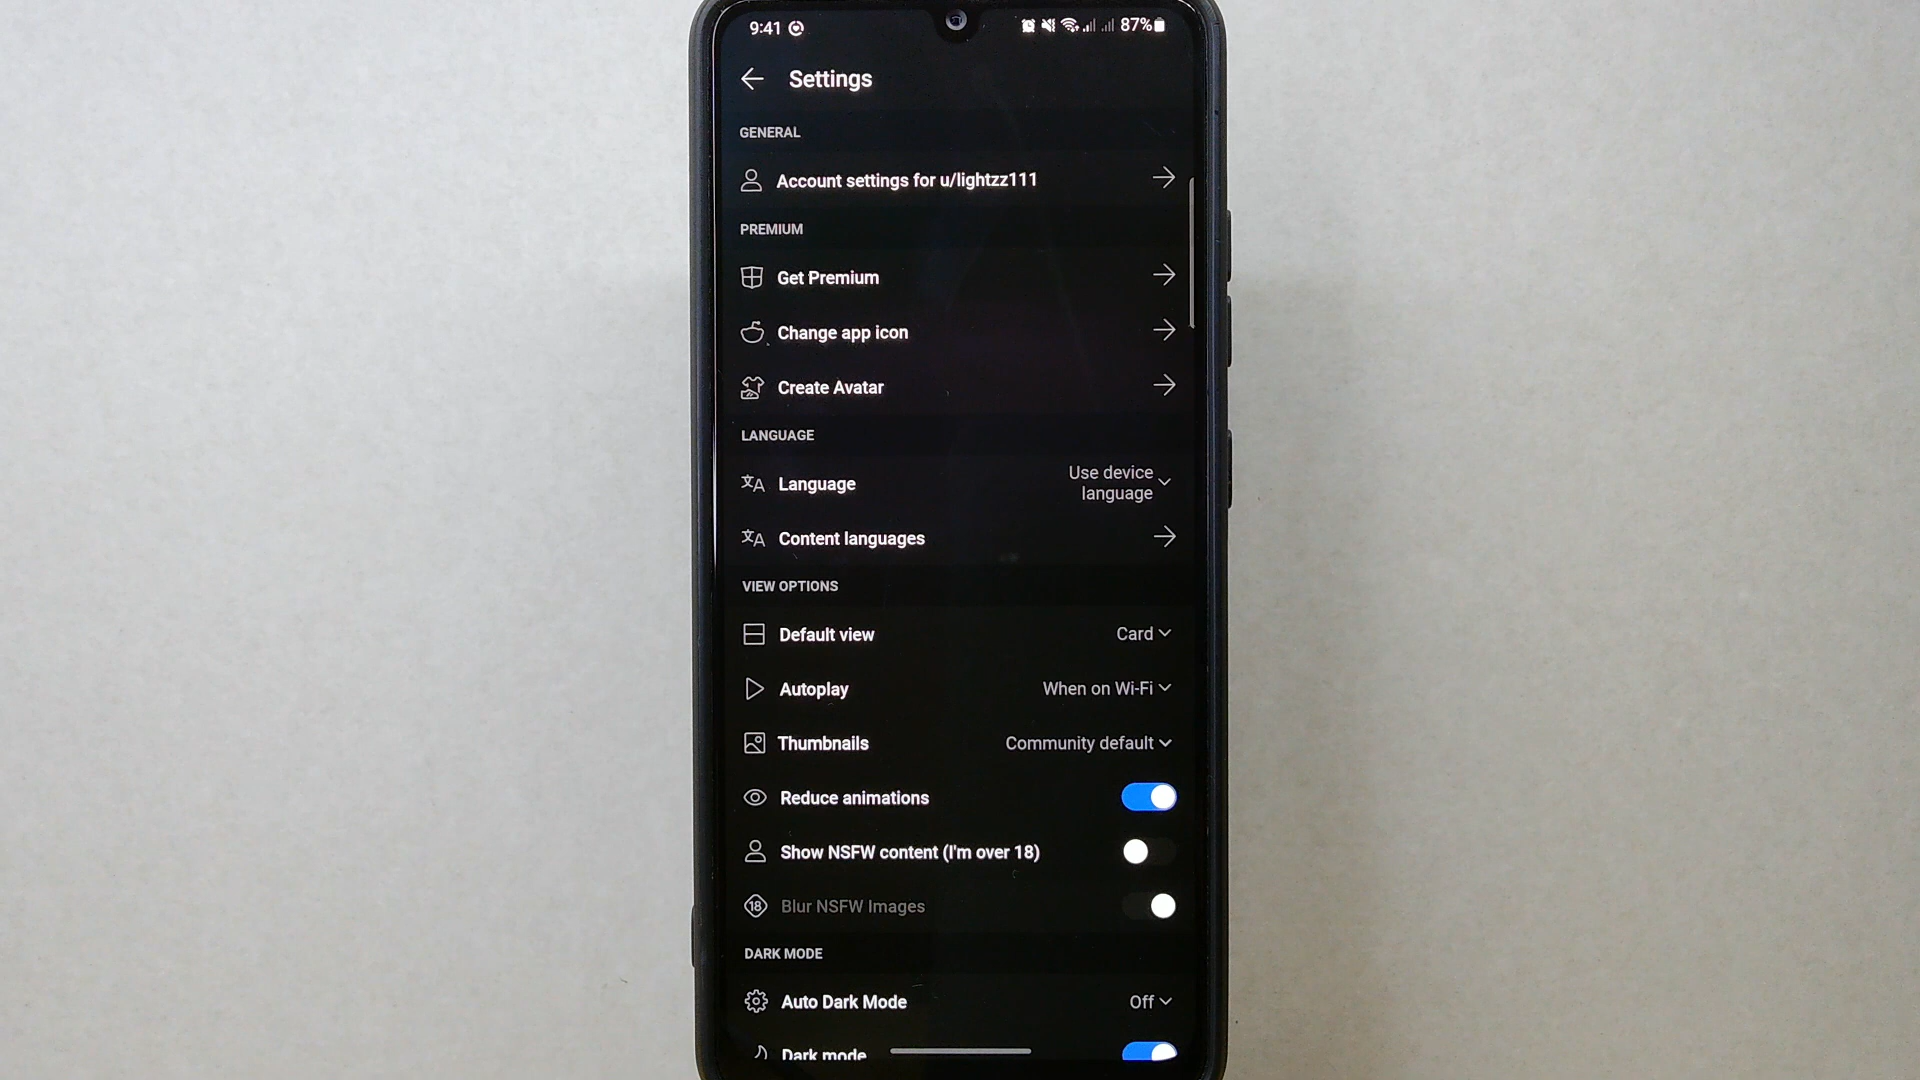 9:41 87%
Settings
GENERAL
Account settings for u/lightzz111
PREMIUM
Get Premium
Change app icon
Create Avatar
LANGUAGE
Language Use device
language
Content languages
VIEW OPTIONS
Default view Card
Autoplay When on Wi-Fi
Thumbnails Community default
Reduce animations
Show NSFW content (I'm over 18)
18 Blur NSFW Images
DARK MODE
Auto Dark Mode Off
Dark mode